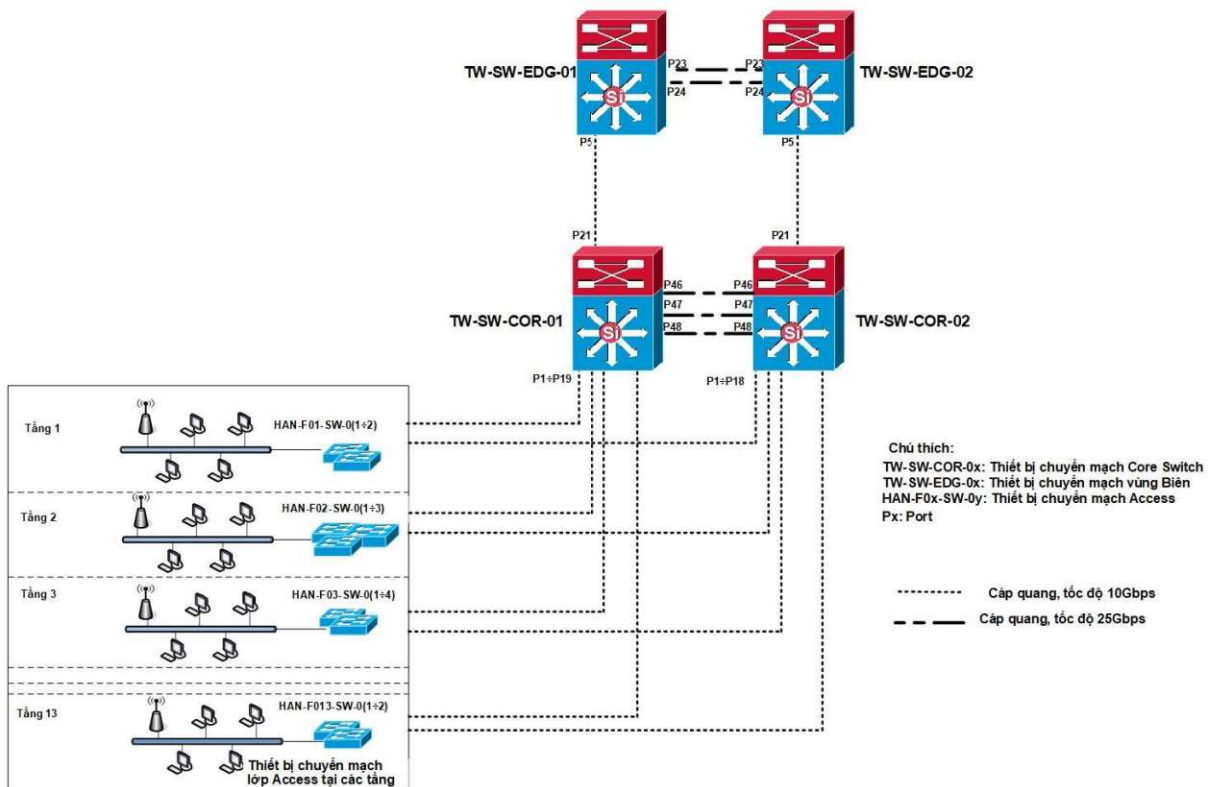 TW-SW-EDG-01
P23
P24
P23
P24
TW-SW-EDG-02
Si
Si
P5
P5
P21
P21
TW-SW-COR-01
P46
P47
P48
P46
P47
P48
TW-SW-COR-02
Si
Si
P1÷P19
P1÷P18
Tầng 1
HAN-F01-SW-0(1÷2)
Tầng 2
HAN-F02-SW-0(1÷3)
Tầng 3
HAN-F03-SW-0(1÷4)
Tầng 13
HAN-F013-SW-0(1÷2)
Thiết bị chuyển mạch
lớp Access tại các tầng
Chú thích:
TW-SW-COR-0x: Thiết bị chuyển mạch Core Switch
TW-SW-EDG-0x: Thiết bị chuyển mạch vùng Biên
HAN-F0x-SW-0y: Thiết bị chuyển mạch Access
Px: Port
Cáp quang, tốc độ 10Gbps
Cáp quang, tốc độ 25Gbps